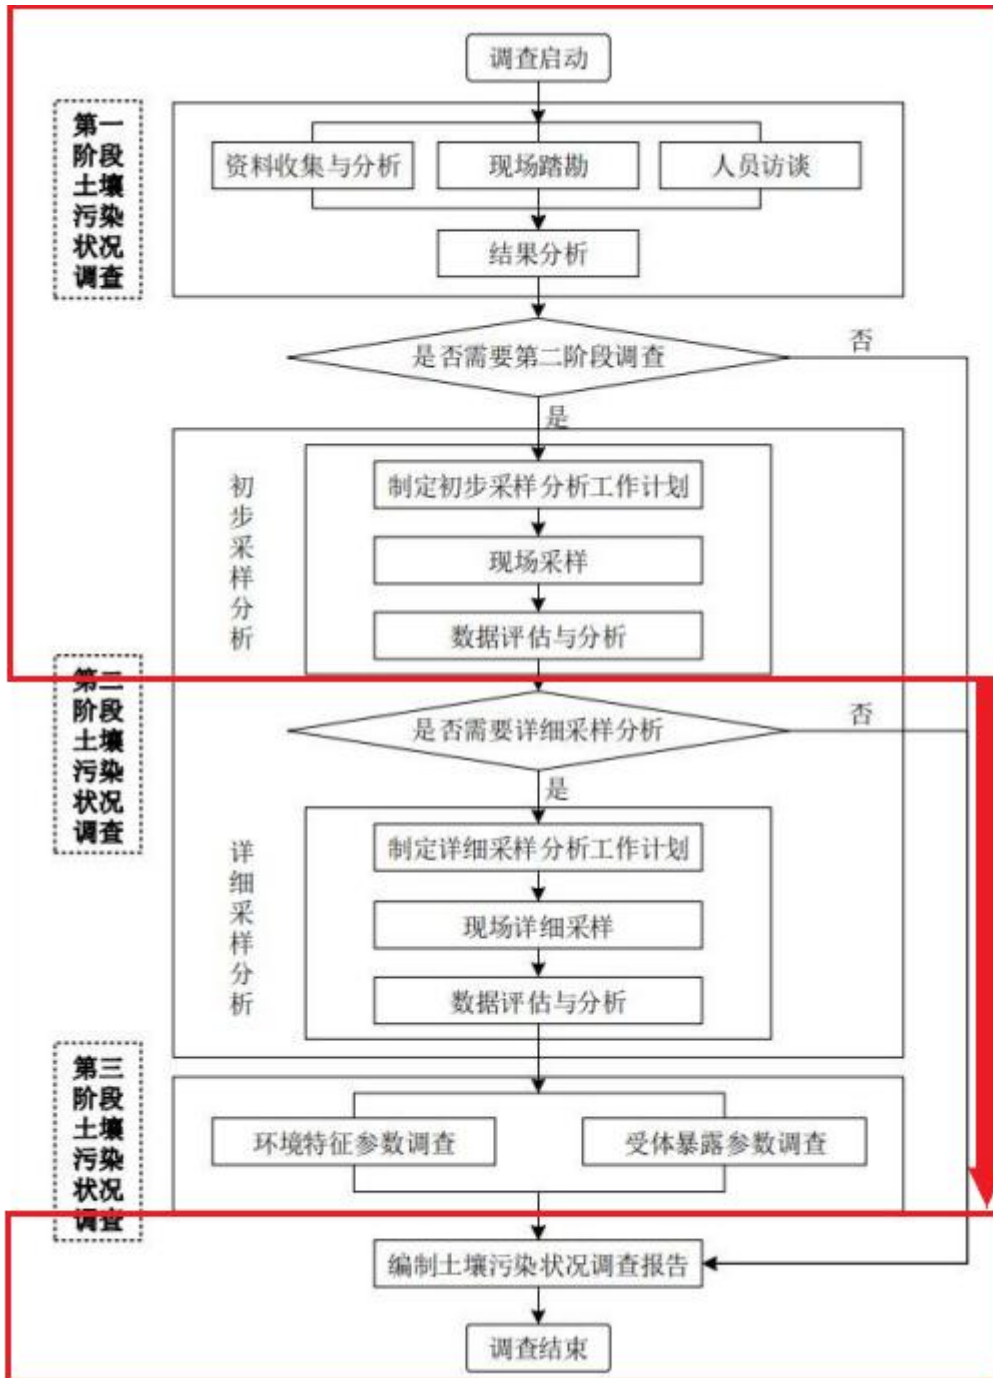 调查启动
第一
阶段
土壤
污染
状况
调查
资料收集与分析
现场踏勘
人员访谈
结果分析
是否需要第二阶段调查
否
是
初步采样分析
制定初步采样分析工作计划
现场采样
数据评估与分析
第二
阶段
土壤
污染
状况
调查
是否需要详细采样分析
否
是
详细采样分析
制定详细采样分析工作计划
现场详细采样
数据评估与分析
第三
阶段
土壤
污染
状况
调查
环境特征参数调查
受体暴露参数调查
编制土壤污染状况调查报告
调查结束